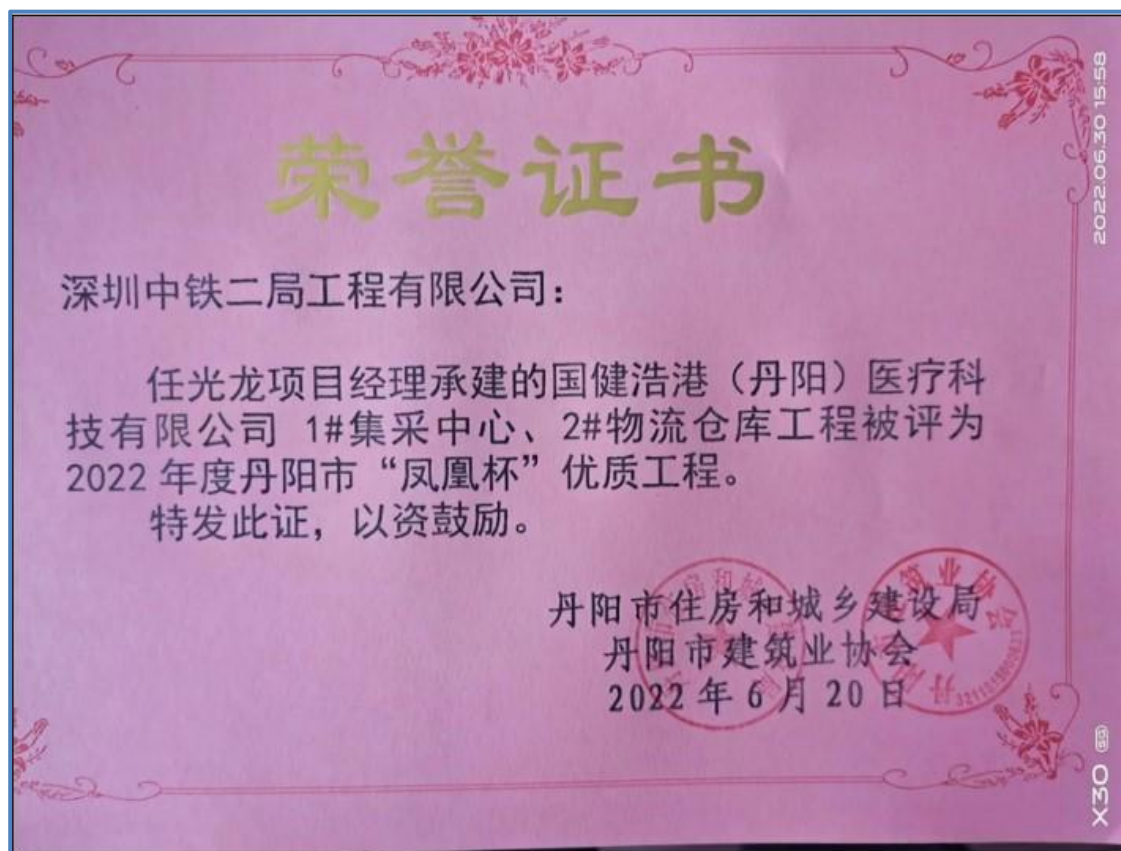 荣誉证书
深圳中铁二局工程有限公司：
任光龙项目经理承建的国健浩港（丹阳）医疗科
技有限公司 1#集采中心、2#物流仓库工程被评为
2022 年度丹阳市“凤凰杯”优质工程。
特发此证，以资鼓励。
丹阳市住房和城乡建设局
丹阳市建筑业协会
2022 年 6 月 20 日
2022.06.30 15:58
X30 5G